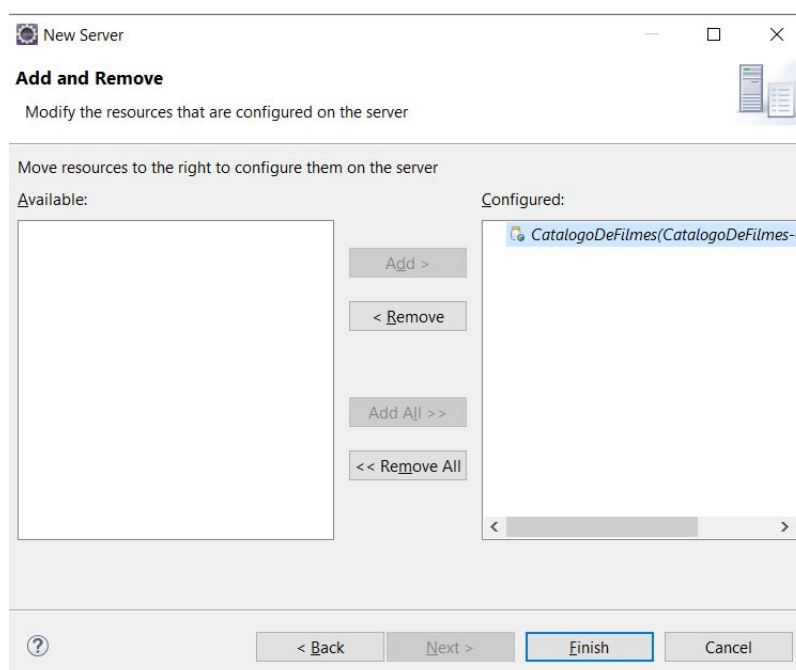 New Server
Add and Remove
Modify the resources that are configured on the server
Move resources to the right to configure them on the server
Available:
Configured:
CatalogoDeFilmes(CatalogoDeFilmes-
Add >
< Remove
Add All >>
<< Remove All
< Back
Next >
Finish
Cancel